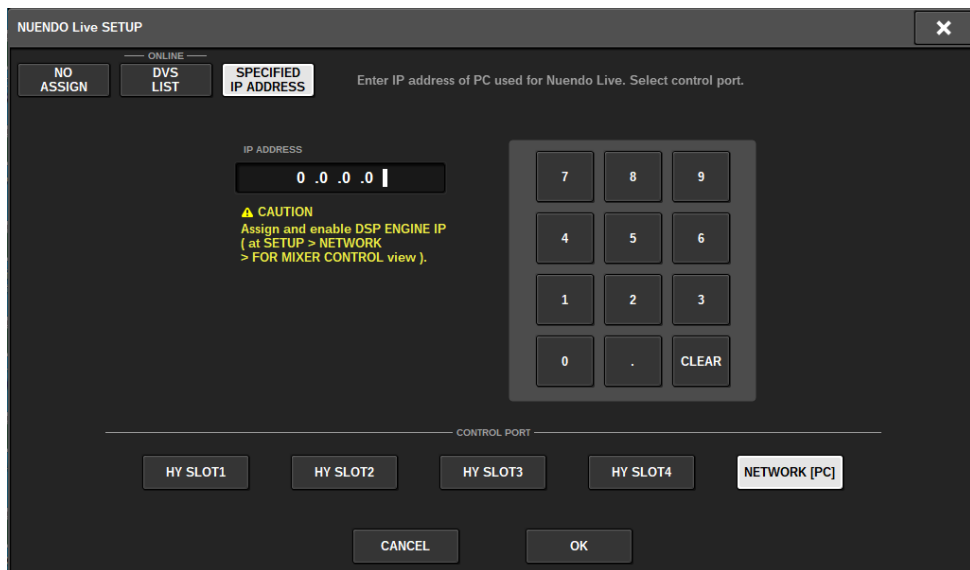 NUENDO Live SETUP
ONLINE
NO
ASSIGN
DVS
LIST
SPECIFIED
IP ADDRESS
Enter IP address of PC used for Nuendo Live. Select control port.
IP ADDRESS
0 .0 .0 .0
CAUTION
Assign and enable DSP ENGINE IP
( at SETUP > NETWORK
> FOR MIXER CONTROL view ).
7 8 9
4 5 6
1 2 3
0 . CLEAR
CONTROL PORT
HY SLOT1 HY SLOT2 HY SLOT3 HY SLOT4 NETWORK [PC]
CANCEL OK